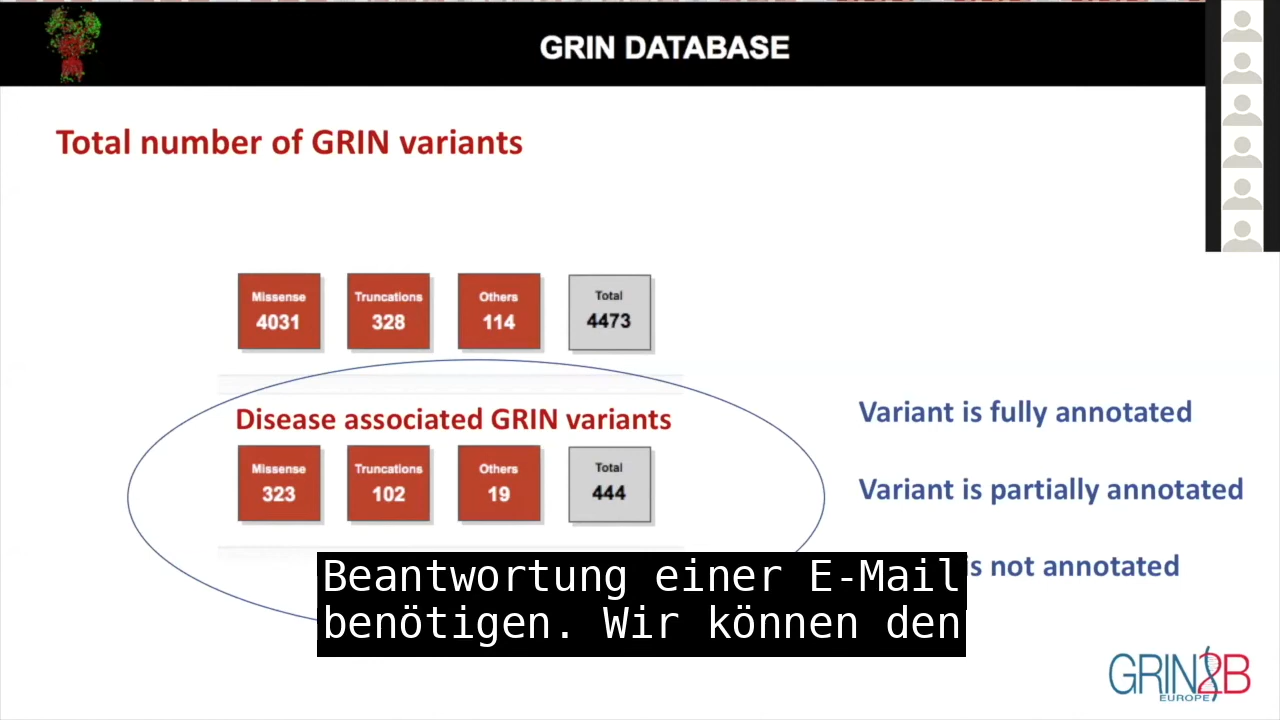 GRIN DATABASE
Total number of GRIN variants
Missense
4031
Truncations
328
Others
114
Total
4473
Disease associated GRIN variants
Missense
323
Truncations
102
Others
19
Total
444
Variant is fully annotated
Variant is partially annotated
is not annotated
Beantwortung einer E-Mail
benötigen. Wir können den
GRIN2B
EUROPE